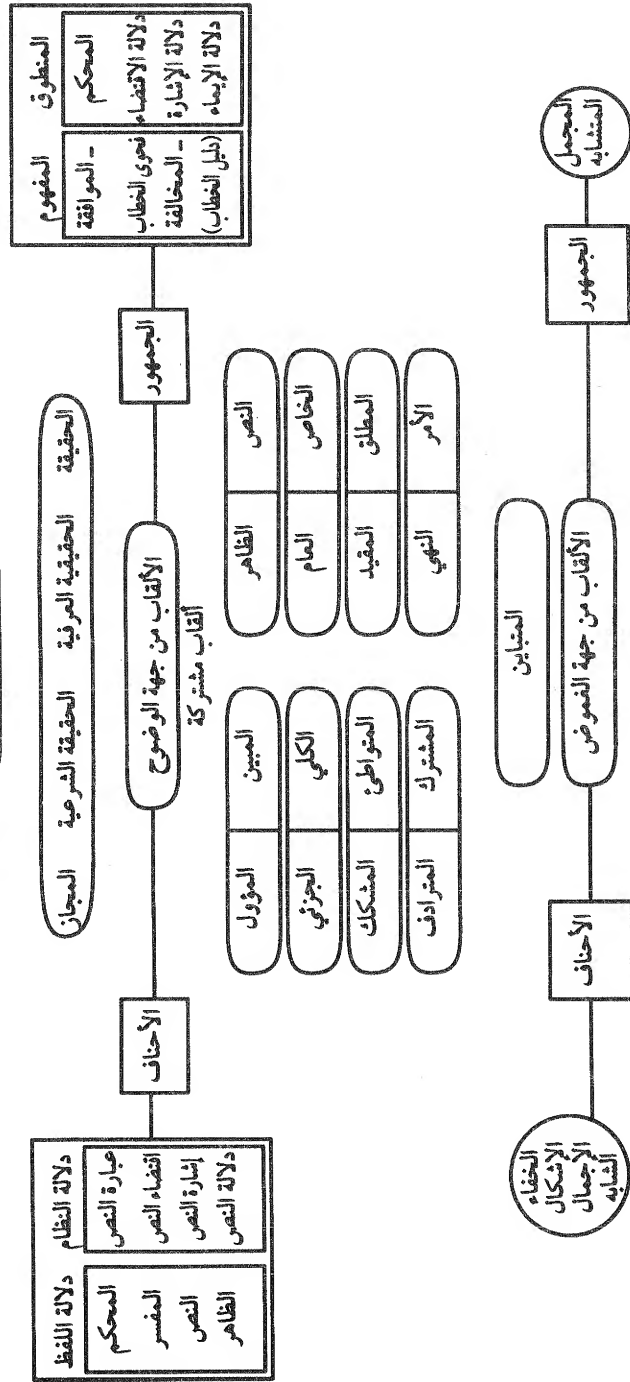 المنطوق
المحكم
دلالة الاقتضاء
دلالة الإشارة
دلالة الإيماء
المفهوم
ـ الموافقة
فحوى الخطاب
ـ المخالفة
(دليل الخطاب)
الجمهور
الحقيقة الحقيقية العرفية الحقيقة الشرعية المجاز
الألقاب من جهة الوضوح
ألقاب مشتركة
الأحناف
دلالة النظام
عبارة النص
اقتضاء النص
إشارة النص
دلالة النص
دلالة اللفظ
المحكم
المفسر
النص
الظاهر
النص الظاهر
الخاص العام
المطلق المقيد
الأمر النهي
المبين المؤول
الكلي الجزئي
المتواطئ المشكك
المشترك المترادف
المتباين
المجمل
المتشابه
الجمهور
الألقاب من جهة الغموض
الأحناف
الخفاء
الإشكال
الإجمال
التشابه